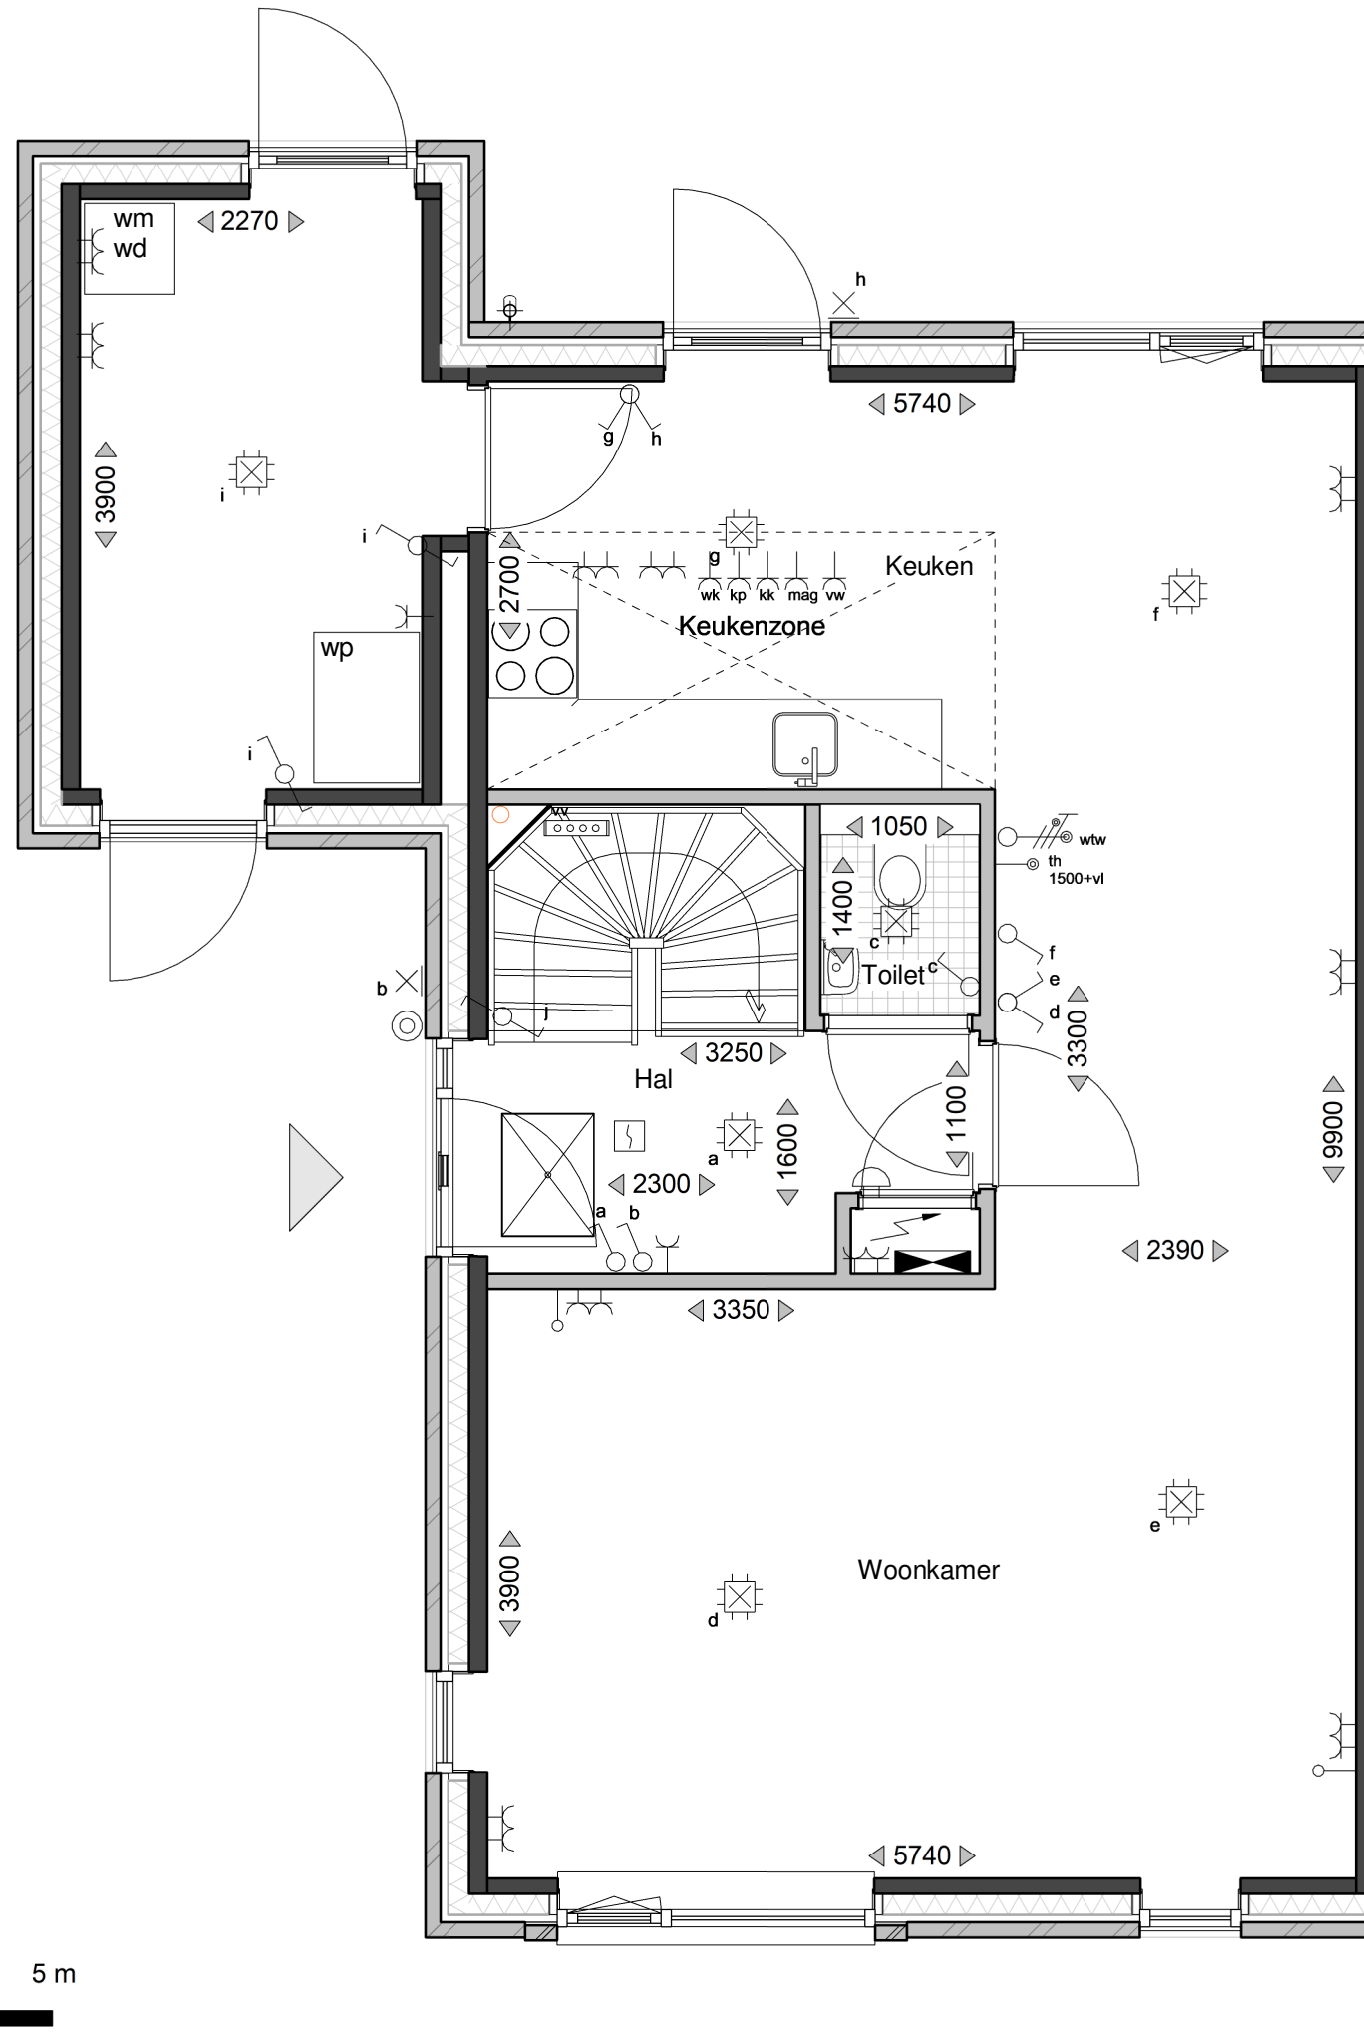 wm
wd
2270
h
5740
g h
3900
i
i
g
Keuken
2700
wk kp kk mag vw
f
Keukenzone
wp
i
vv
1050
wtw
th
1500+vl
1400
c
Toilet c
f
e
d
b
j
3300
3250
Hal
1100
1600
a
9900
2300
a b
2390
3350
e
3900
Woonkamer
d
5740
5 m